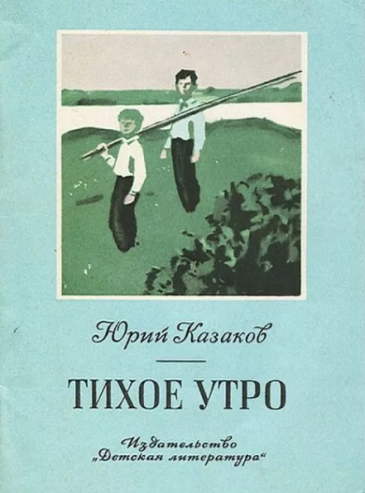 Юрий Казаков
ТИХОЕ УТРО
Издательство
„Детская литература“